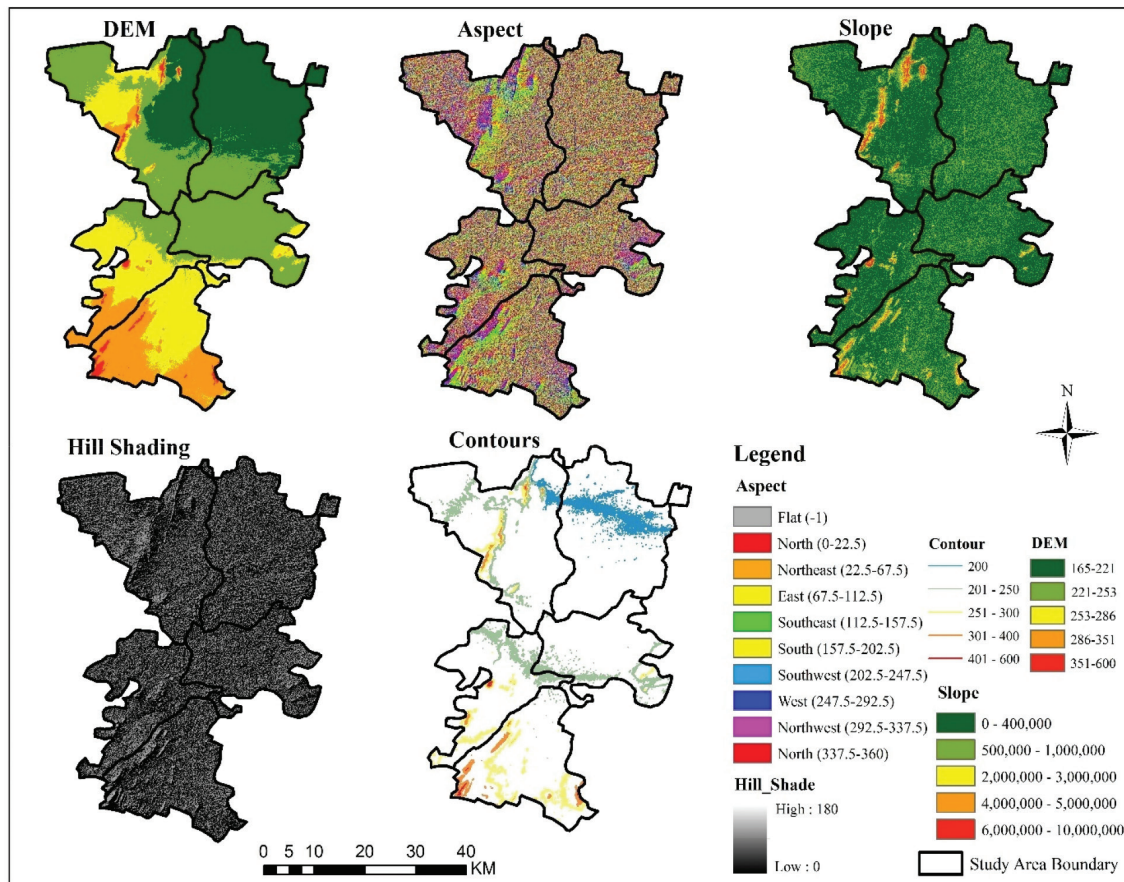 DEM
Aspect
Slope
N
Hill Shading
Contours
Legend
Aspect
Flat (-1)
North (0-22.5)
Northeast (22.5-67.5)
East (67.5-112.5)
Southeast (112.5-157.5)
South (157.5-202.5)
Southwest (202.5-247.5)
West (247.5-292.5)
Northwest (292.5-337.5)
North (337.5-360)
Hill_Shade
High : 180
Low : 0
Contour
200
201 - 250
251 - 300
301 - 400
401 - 600
DEM
165-221
221-253
253-286
286-351
351-600
Slope
0 - 400,000
500,000 - 1,000,000
2,000,000 - 3,000,000
4,000,000 - 5,000,000
6,000,000 - 10,000,000
Study Area Boundary
0 5 10 20 30 40
KM